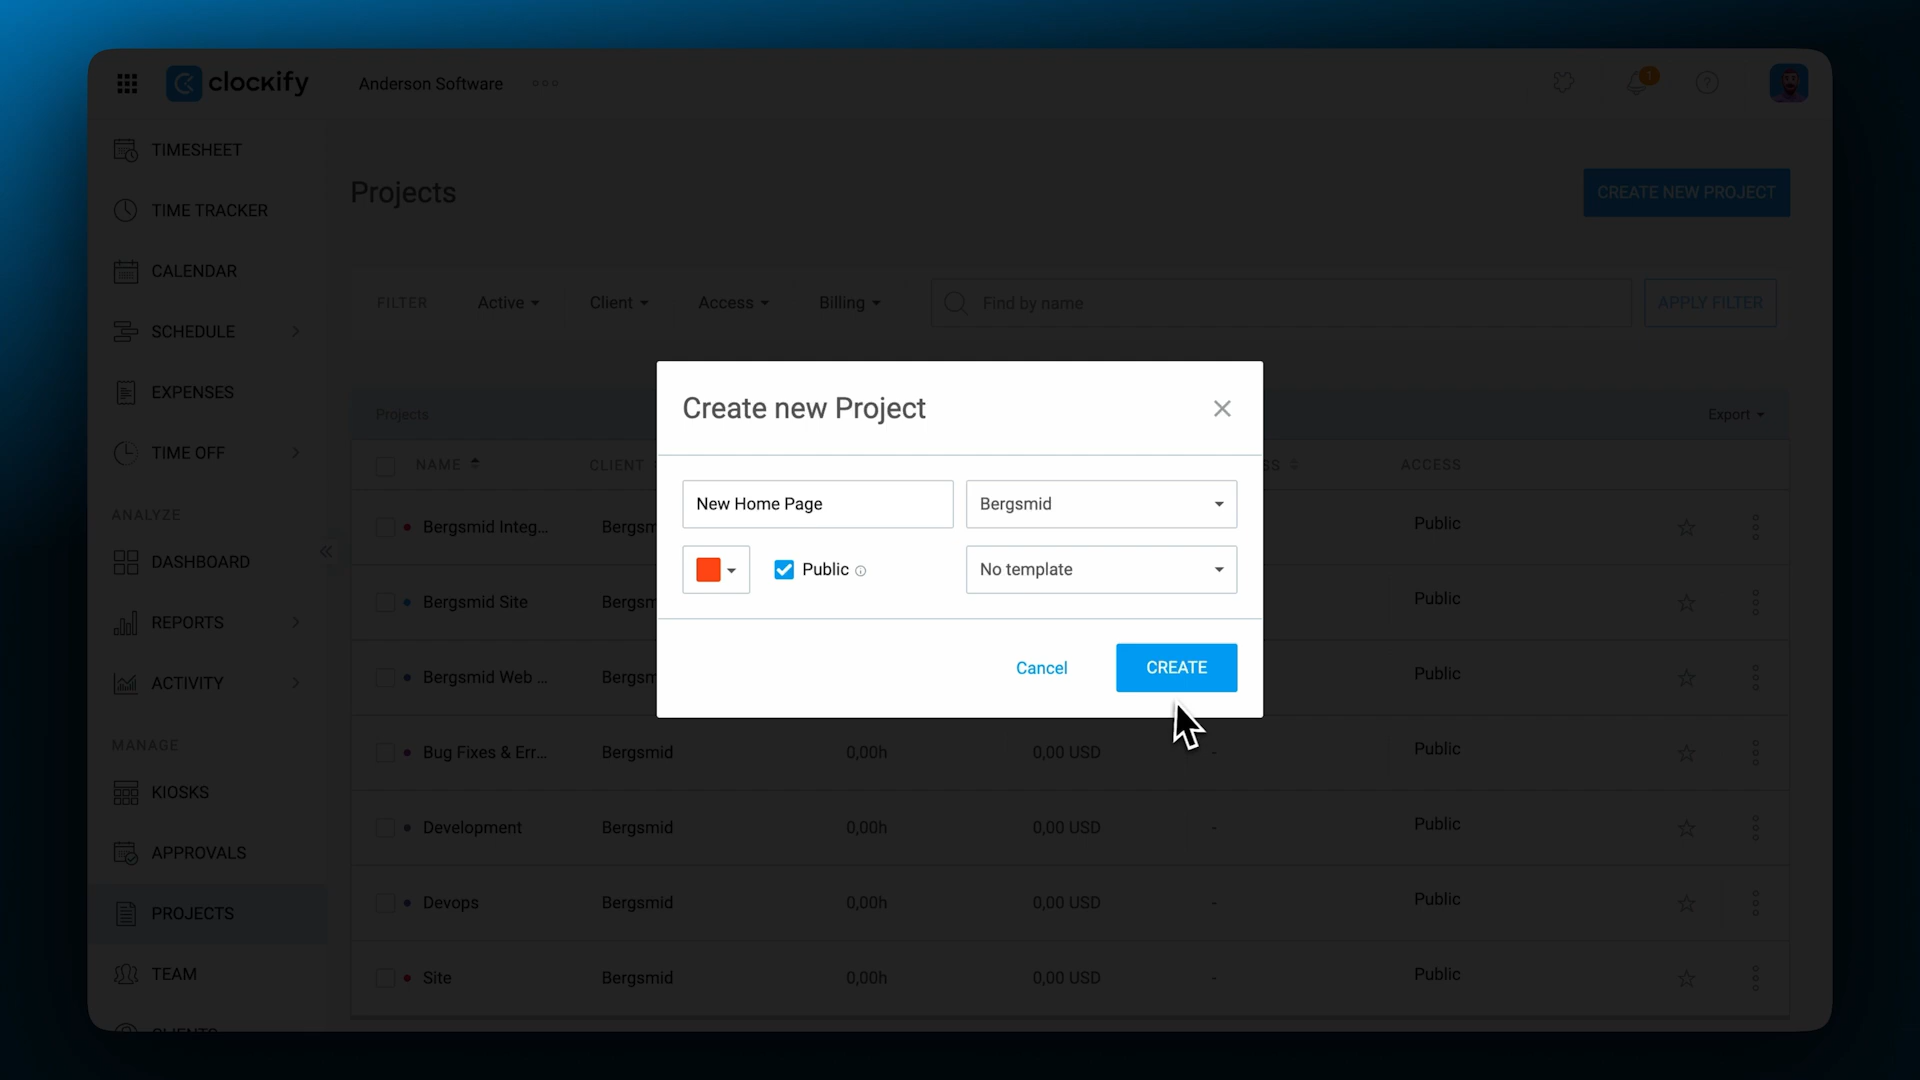 clockify
Anderson Software
1
TIMESHEET
TIME TRACKER
CALENDAR
SCHEDULE
EXPENSES
TIME OFF
ANALYZE
DASHBOARD
REPORTS
ACTIVITY
MANAGE
KIOSKS
APPROVALS
PROJECTS
TEAM
CLIENTS
Projects
CREATE NEW PROJECT
FILTER Active Client Access Billing Find by name APPLY FILTER
Projects Export
NAME CLIENT ACCESS
Bergsmid Integ... Public
Bergsmid Site Public
Bergsmid Web ... Public
Bug Fixes & Err... Bergsmid 0,00h 0,00 USD - Public
Development Bergsmid 0,00h 0,00 USD - Public
Devops Bergsmid 0,00h 0,00 USD - Public
Site Bergsmid 0,00h 0,00 USD - Public
Create new Project
New Home Page Bergsmid
Public No template
Cancel CREATE